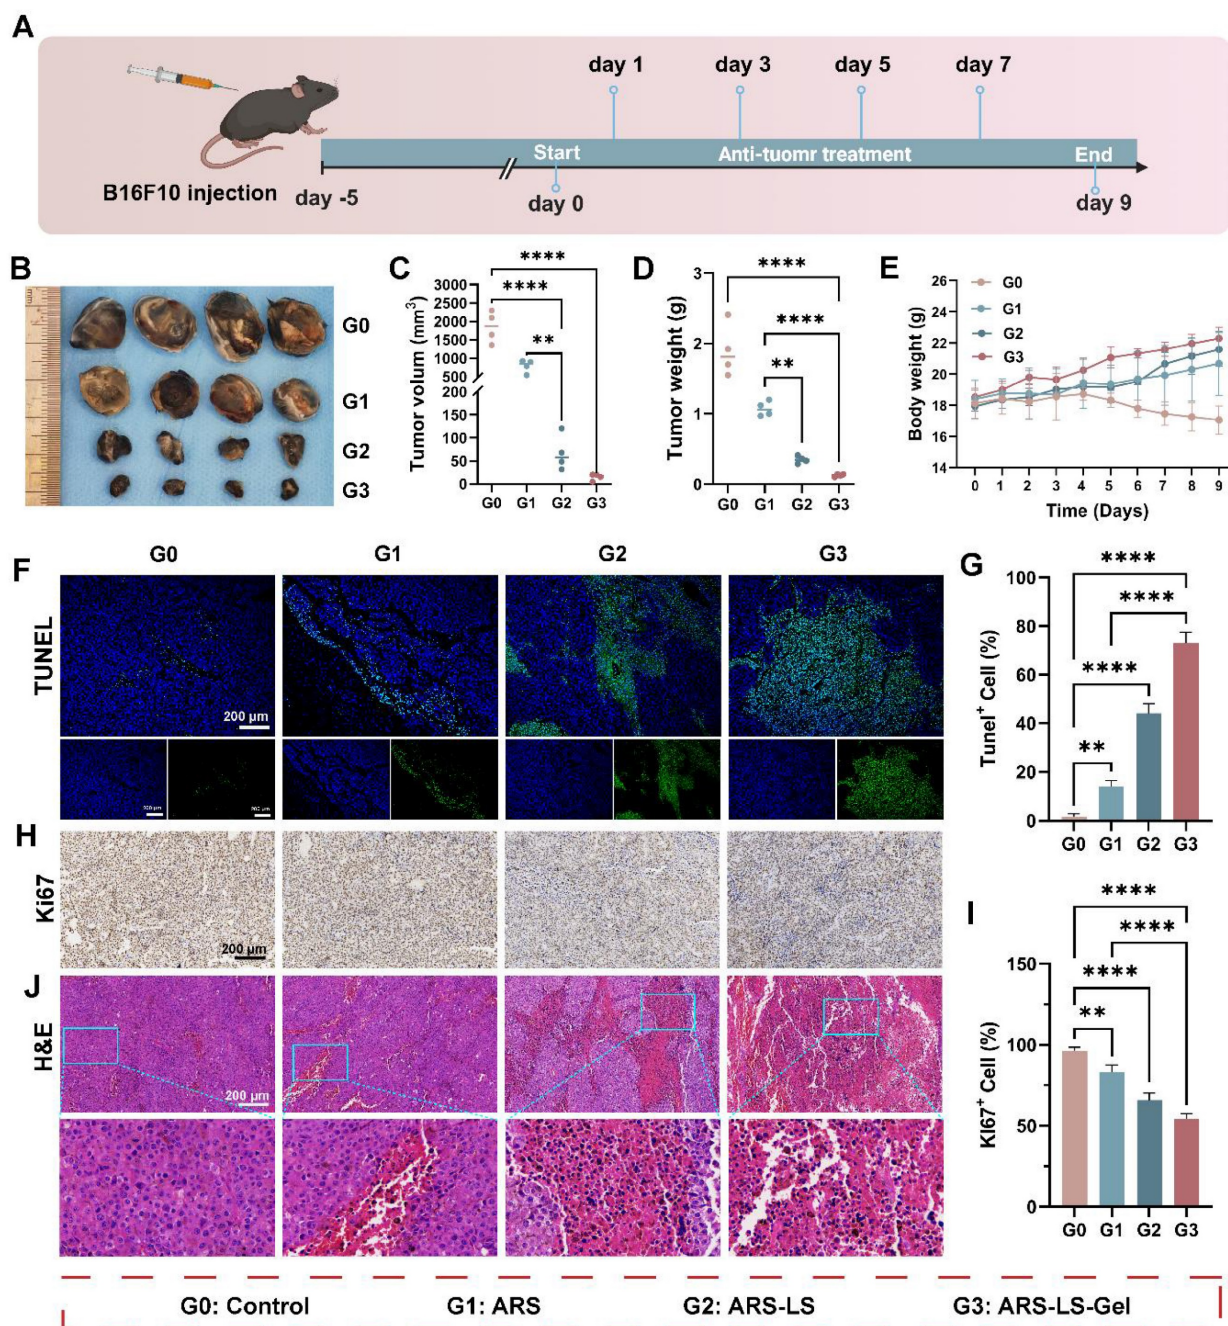 A
day 1 day 3 day 5 day 7
Start Anti-tuomr treatment End
B16F10 injection day -5 day 0 day 9
B
G0
G1
G2
G3
C
Tumor volum (mm³)
3000
2500
2000
1500
1000
500
200
150
100
50
0
**** 
****
**
G0 G1 G2 G3
D
Tumor weight (g)
3
2
1
0
****
****
**
G0 G1 G2 G3
E
Body weight (g)
26
24
22
20
18
16
14
G0
G1
G2
G3
0 1 2 3 4 5 6 7 8 9
Time (Days)
G0 G1 G2 G3
F
TUNEL
200 μm
200 μm 200 μm
G
Tunel⁺ Cell (%)
100
80
60
40
20
0
****
****
****
**
G0 G1 G2 G3
H
Ki67
200 μm
I
KI67⁺ Cell (%)
150
100
50
0
****
****
****
**
G0 G1 G2 G3
J
H&E
200 μm
G0: Control G1: ARS G2: ARS-LS G3: ARS-LS-Gel